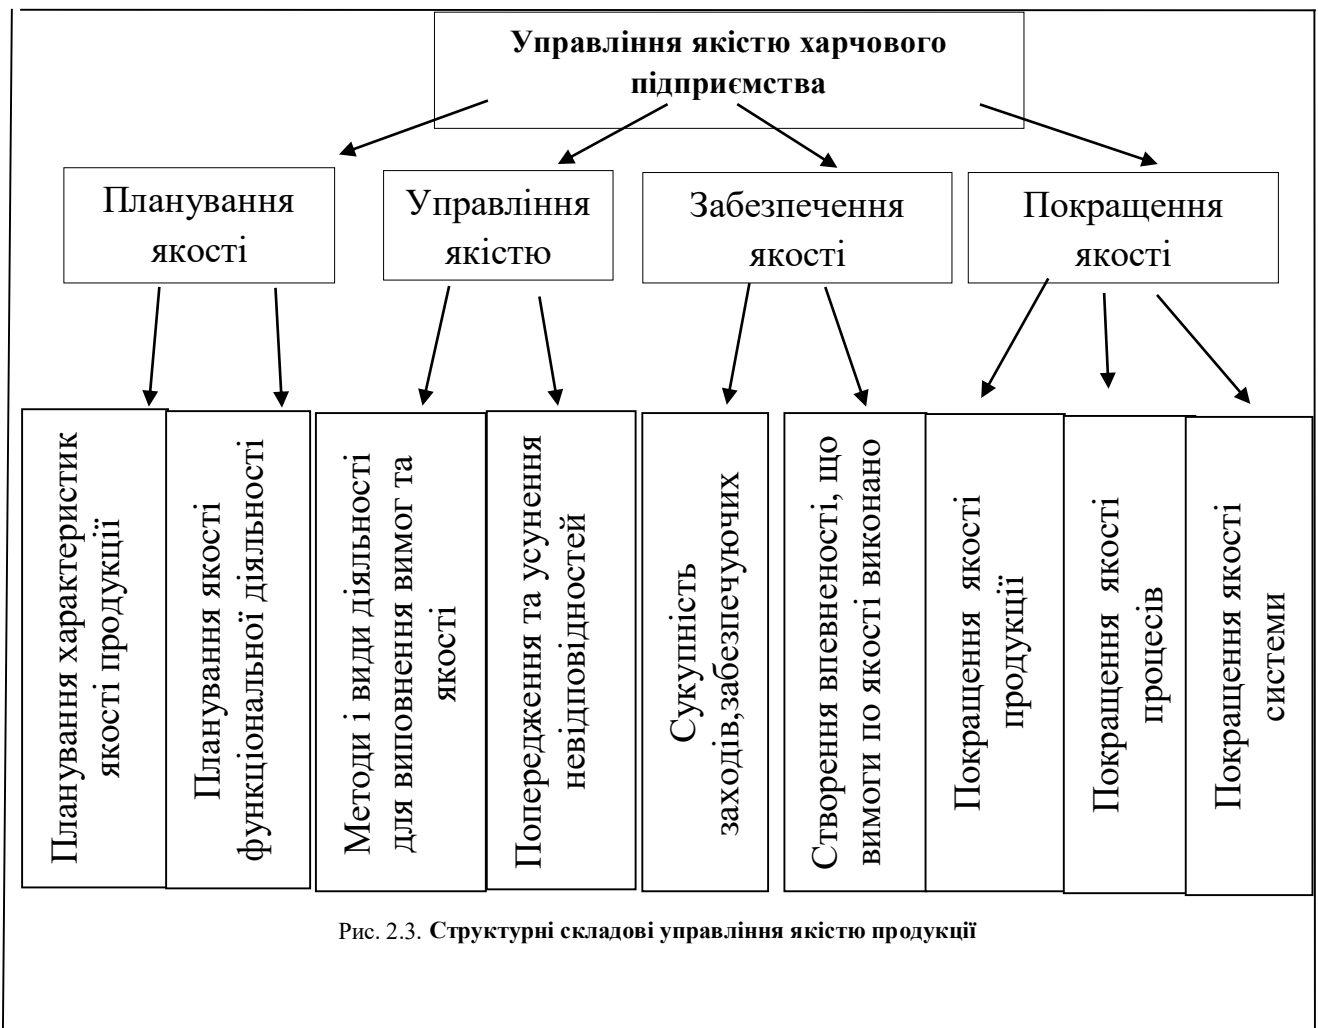 Управління якістю харчового
підприємства
Планування
якості
Управління
якістю
Забезпечення
якості
Покращення
якості
Планування характеристик
якості продукції
Планування якості
функціональної діяльності
Методи і види діяльності
для виповнення вимог та
якості
Попередження та усунення
невідповідностей
Сукупність
заходів,забезпечуючих
Створення впевнености, що
вимоги по якості виконано
Покращення якості
продукції
Покращення якості
процесів
Покращення якості
системи
Рис. 2.3. Структурні складові управління якістю продукції